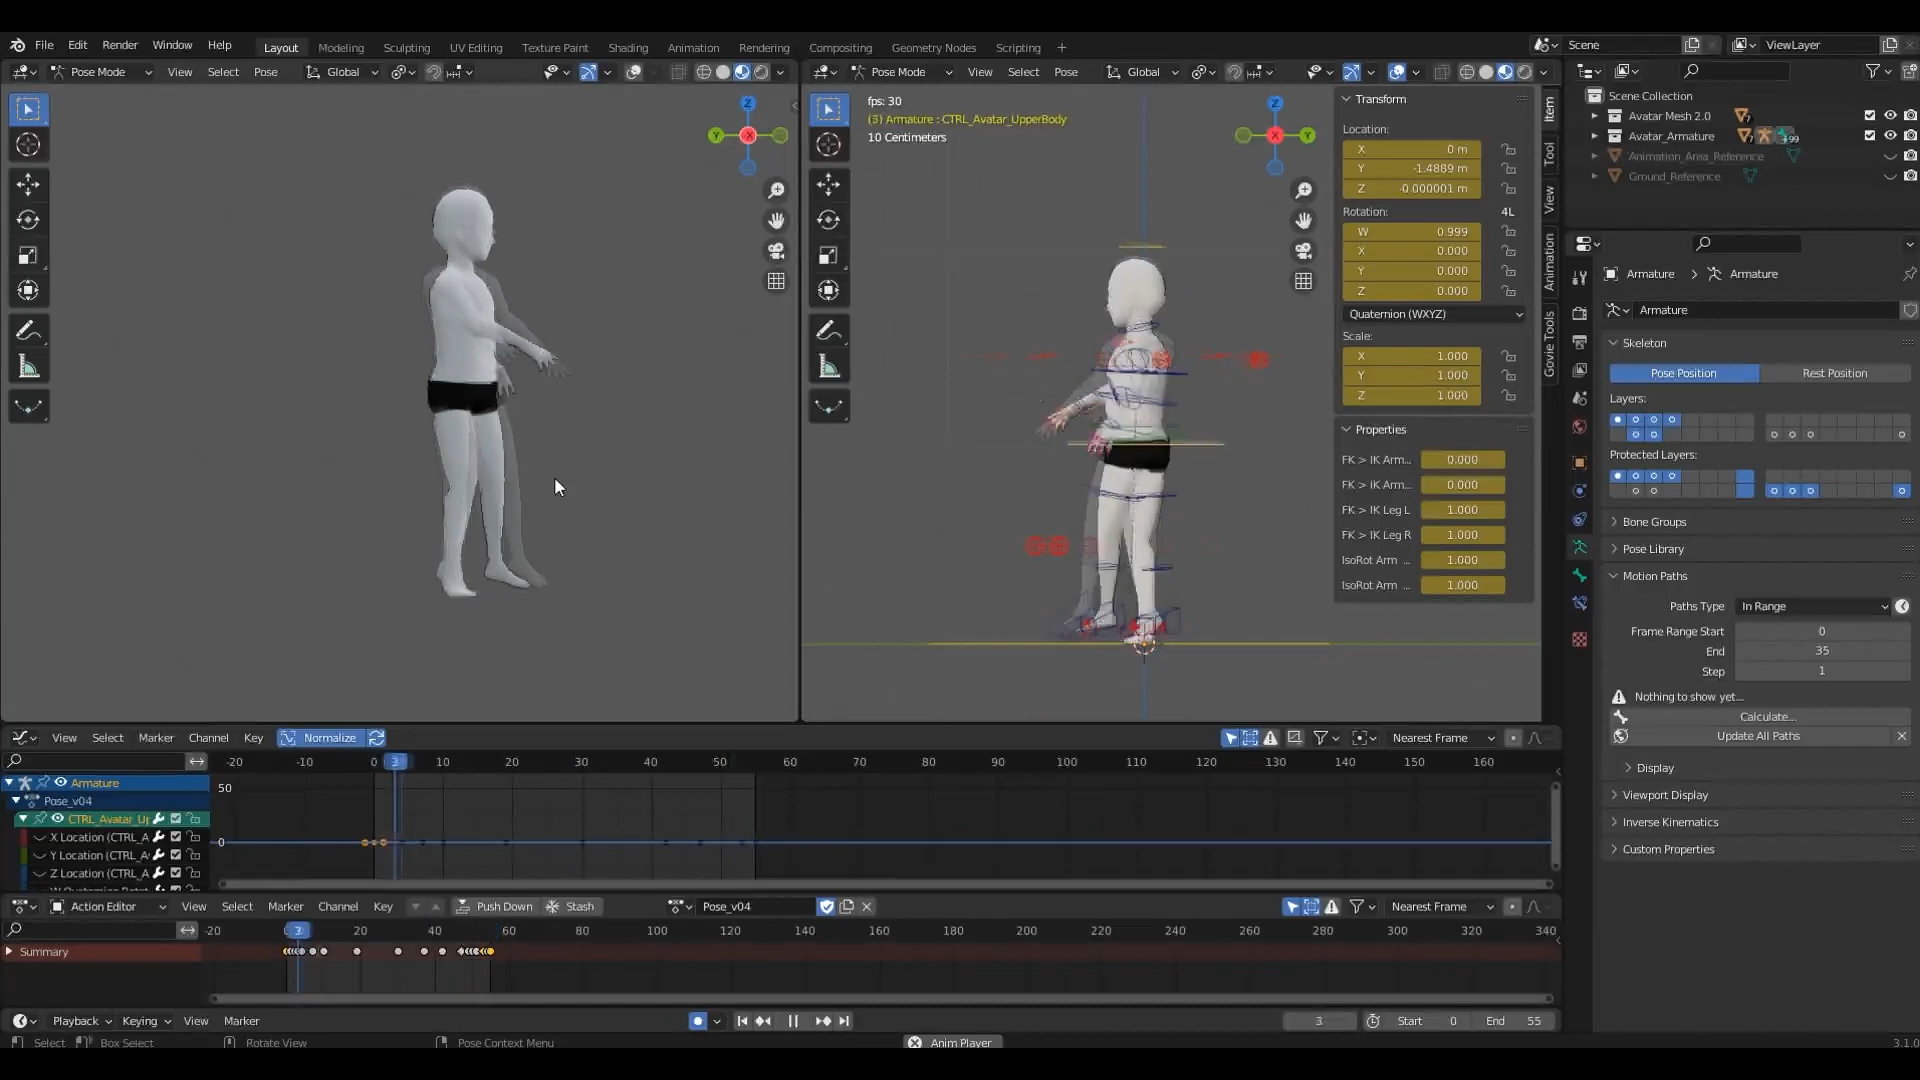 File Edit Render Window Help Layout Modeling Sculpting UV Editing Texture Paint Shading Animation Rendering Compositing Geometry Nodes Scripting + Scene ViewLayer
Pose Mode View Select Pose Global
Pose Mode View Select Pose Global
Z
Y
X
fps: 30
(3) Armature : CTRL_Avatar_UpperBody
10 Centimeters
Z
X
Y
Transform
Location:
X 0 m
Y -1.4889 m
Z -0.000001 m
Rotation: 4L
W 0.999
X 0.000
Y 0.000
Z 0.000
Quaternion (WXYZ)
Scale:
X 1.000
Y 1.000
Z 1.000
Properties
FK > IK Arm... 0.000
FK > IK Arm... 0.000
FK > IK Leg L 1.000
FK > IK Leg R 1.000
IsoRot Arm ... 1.000
IsoRot Arm ... 1.000
Item
Tool
View
Animation
Govie Tools
Scene Collection
Avatar Mesh 2.0 7
Avatar_Armature 7 99
Animation_Area_Reference
Ground_Reference
Armature > Armature
Armature
Skeleton
Pose Position Rest Position
Layers:
Protected Layers:
Bone Groups
Pose Library
Motion Paths
Paths Type In Range
Frame Range Start 0
End 35
Step 1
Nothing to show yet...
Calculate...
Update All Paths
Display
Viewport Display
Inverse Kinematics
Custom Properties
View Select Marker Channel Key Normalize Nearest Frame
-20 -10 0 3 10 20 30 40 50 60 70 80 90 100 110 120 130 140 150 160
Armature
50
Pose_v04
CTRL_Avatar_Up
X Location (CTRL_A
0
Y Location (CTRL_A
Z Location (CTRL_A
Action Editor View Select Marker Channel Key Push Down Stash Pose_v04 Nearest Frame
-20 3 20 40 60 80 100 120 140 160 180 200 220 240 260 280 300 320 340
Summary
Playback Keying View Marker 3 Start 0 End 55
Select Box Select Rotate View Pose Context Menu Anim Player 3.1.0